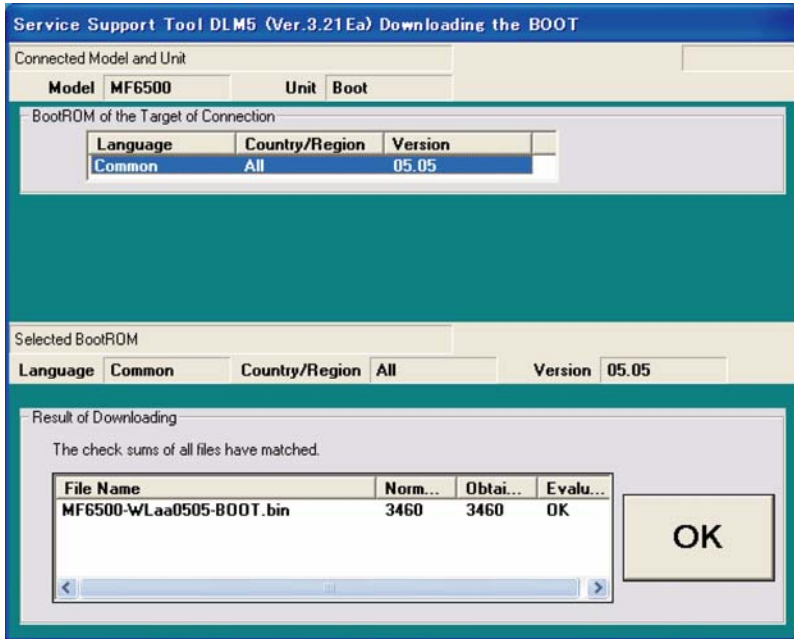 Service Support Tool DLM5 (Ver.3.21Ea) Downloading the BOOT
Connected Model and Unit
Model MF6500 Unit Boot
BootROM of the Target of Connection
Language Country/Region Version
Common All 05.05
Selected BootROM
Language Common Country/Region All Version 05.05
Result of Downloading
The check sums of all files have matched.
File Name Norm... Obtai... Evalu...
MF6500-WLaa0505-BOOT.bin 3460 3460 OK
OK